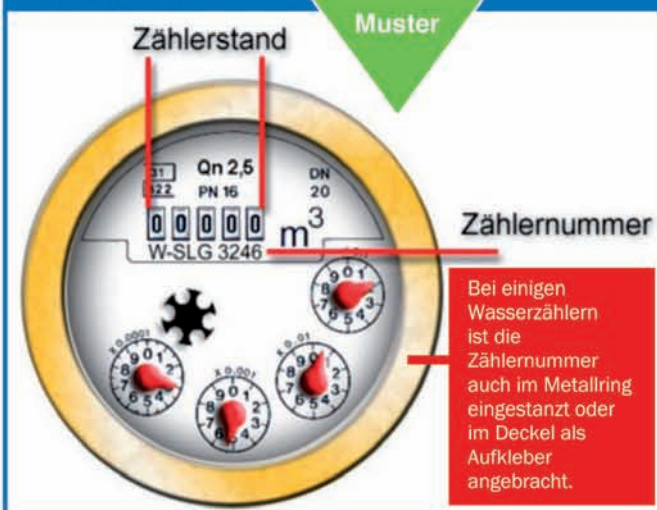 Muster
Zählerstand
Qn 2,5
DN
PN 16
20
0 0 0 0 0 m³
W-SLG 3246
Zählernummer
Bei einigen
Wasserzählern
ist die
Zählernummer
auch im Metallring
eingestanzt oder
im Deckel als
Aufkleber
angebracht.
X 0,0001
X 0,001
X 0,01